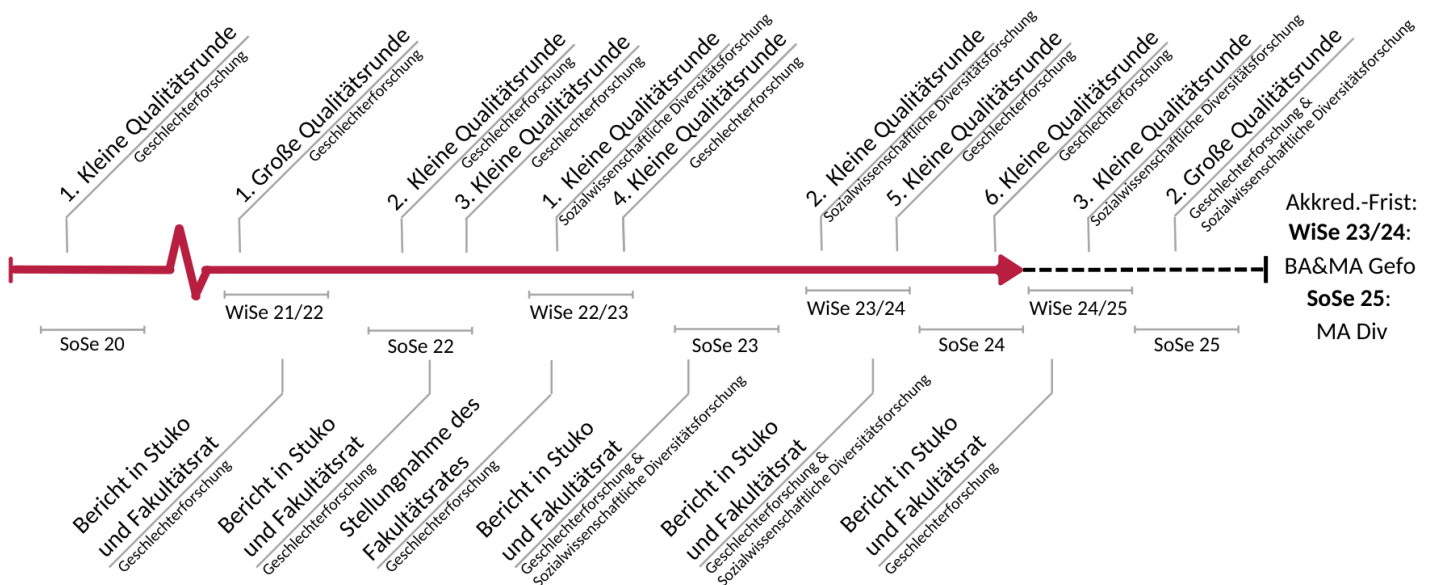 1. Kleine Qualitätsrunde
Geschlechterforschung
1. Große Qualitätsrunde
Geschlechterforschung
2. Kleine Qualitätsrunde
Geschlechterforschung
3. Kleine Qualitätsrunde
Geschlechterforschung
1. Kleine Qualitätsrunde
Sozialwissenschaftliche Diversitätsforschung
4. Kleine Qualitätsrunde
Geschlechterforschung
2. Kleine Qualitätsrunde
Sozialwissenschaftliche Diversitätsforschung
5. Kleine Qualitätsrunde
Geschlechterforschung
6. Kleine Qualitätsrunde
Geschlechterforschung
3. Kleine Qualitätsrunde
Sozialwissenschaftliche Diversitätsforschung
2. Große Qualitätsrunde
Geschlechterforschung &
Sozialwissenschaftliche Diversitätsforschung
Akkred.-Frist:
WiSe 23/24:
BA&MA Gefo
SoSe 25:
MA Div
SoSe 20
WiSe 21/22
SoSe 22
WiSe 22/23
SoSe 23
WiSe 23/24
SoSe 24
WiSe 24/25
SoSe 25
Bericht in Stuko
und Fakultätsrat
Geschlechterforschung
Bericht in Stuko
und Fakultätsrat
Geschlechterforschung
Stellungnahme des
Fakultätsrates
Geschlechterforschung
Bericht in Stuko
und Fakultätsrat
Geschlechterforschung &
Sozialwissenschaftliche Diversitätsforschung
Bericht in Stuko
und Fakultätsrat
Geschlechterforschung &
Sozialwissenschaftliche Diversitätsforschung
Bericht in Stuko
und Fakultätsrat
Geschlechterforschung